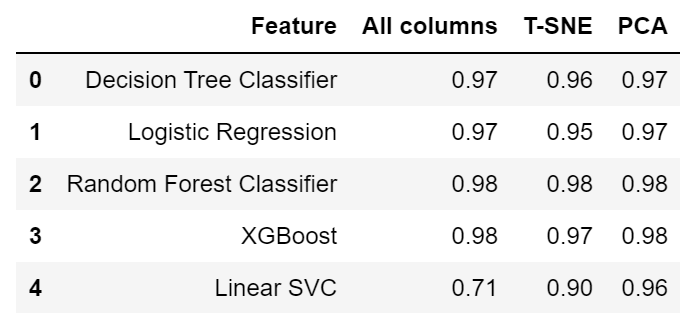 Feature All columns T-SNE PCA
0 Decision Tree Classifier 0.97 0.96 0.97
1 Logistic Regression 0.97 0.95 0.97
2 Random Forest Classifier 0.98 0.98 0.98
3 XGBoost 0.98 0.97 0.98
4 Linear SVC 0.71 0.90 0.96